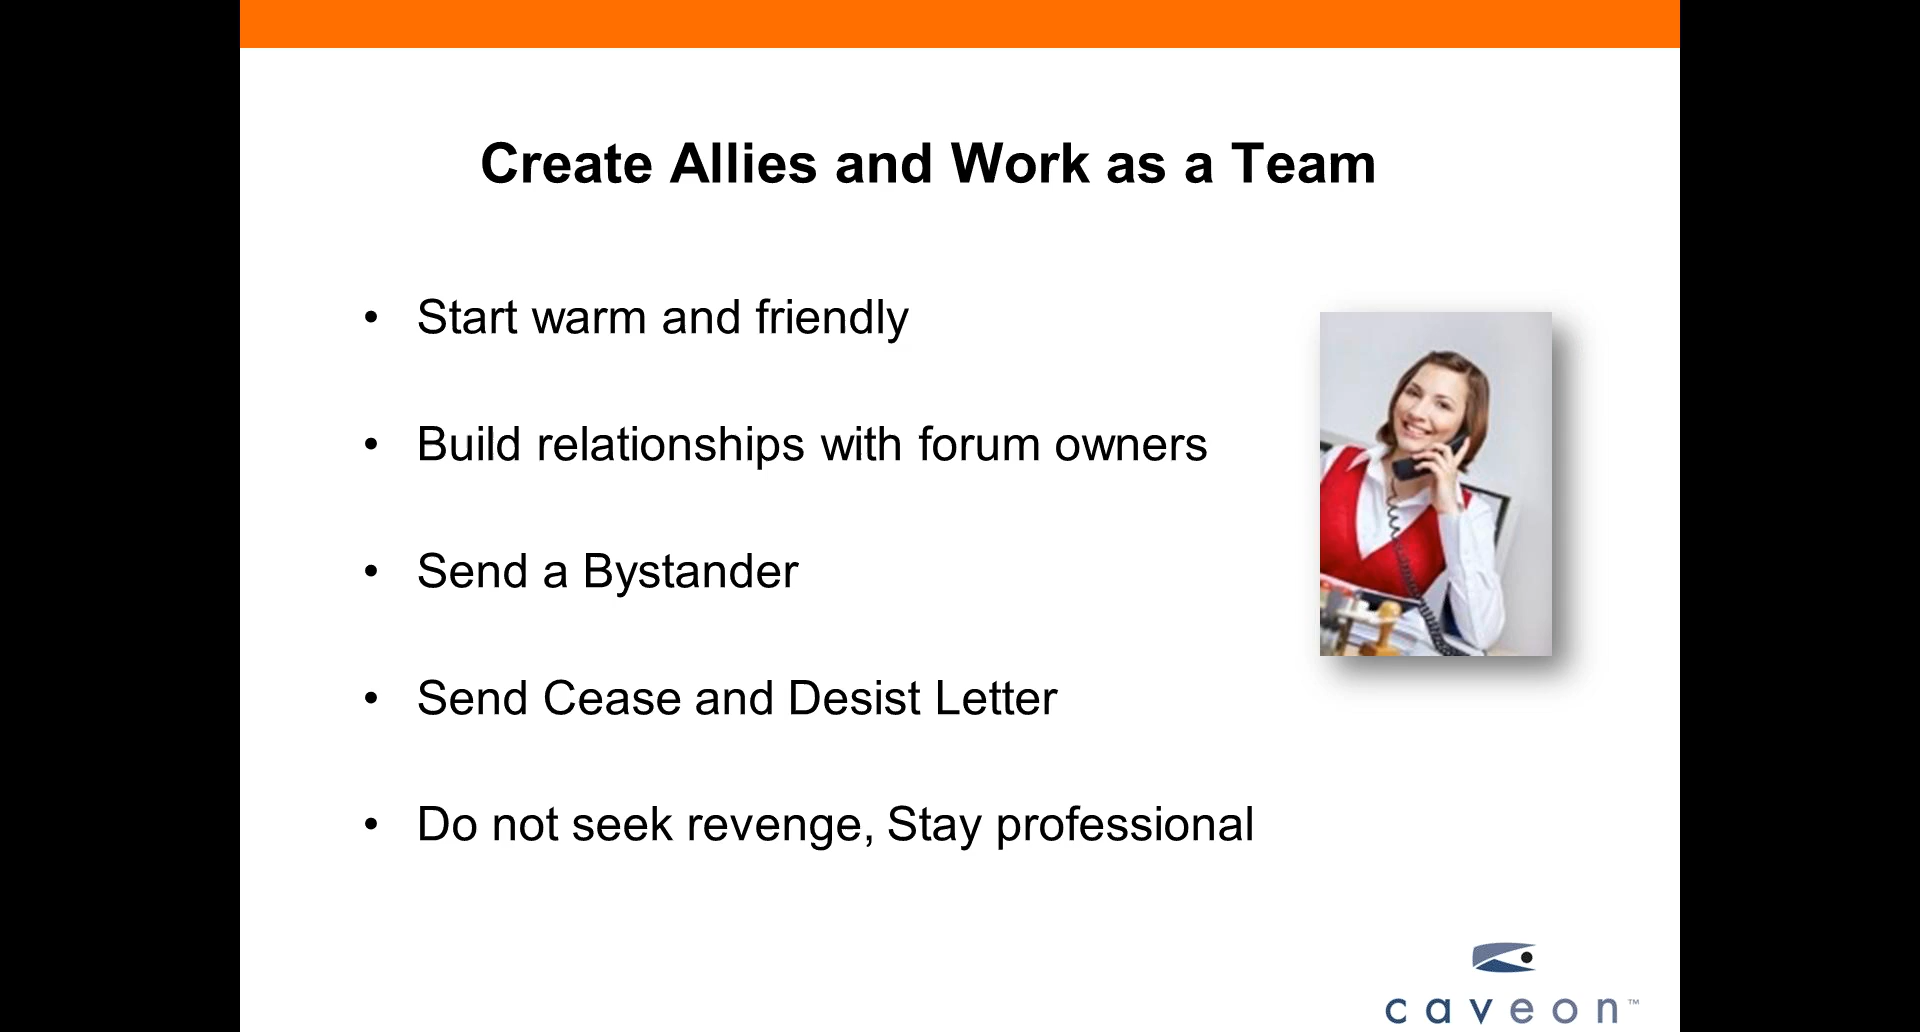 Create Allies and Work as a Team
• Start warm and friendly
• Build relationships with forum owners
• Send a Bystander
• Send Cease and Desist Letter
• Do not seek revenge, Stay professional
caveon™